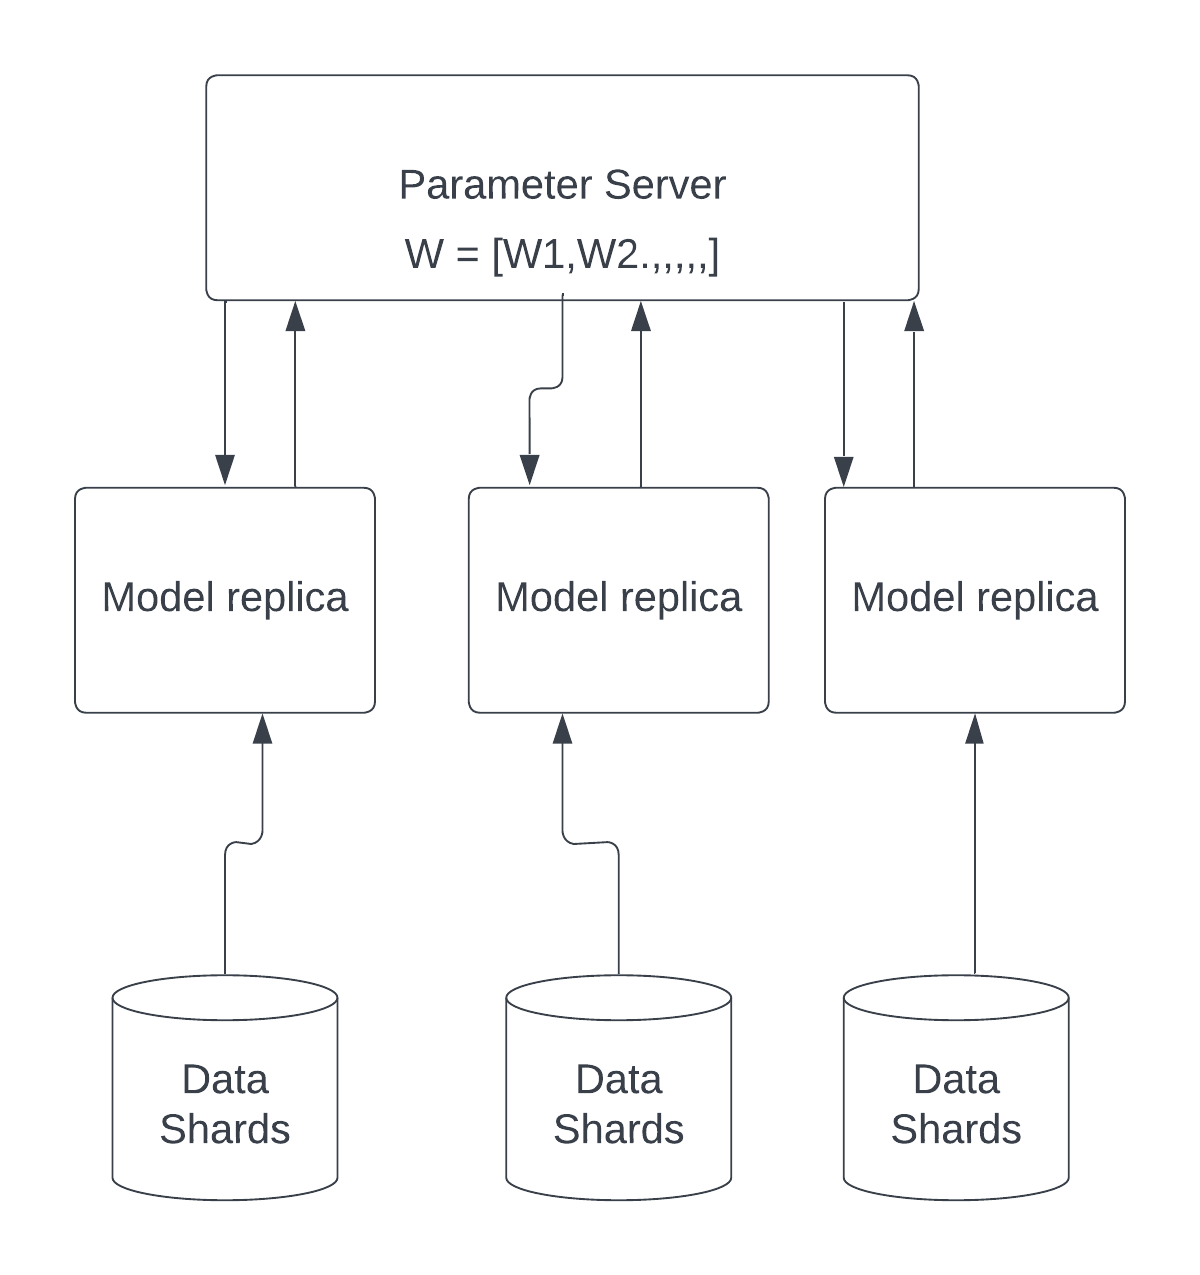 Parameter Server
W = [W1,W2.,,,,,]
Model replica
Model replica
Model replica
Data
Shards
Data
Shards
Data
Shards